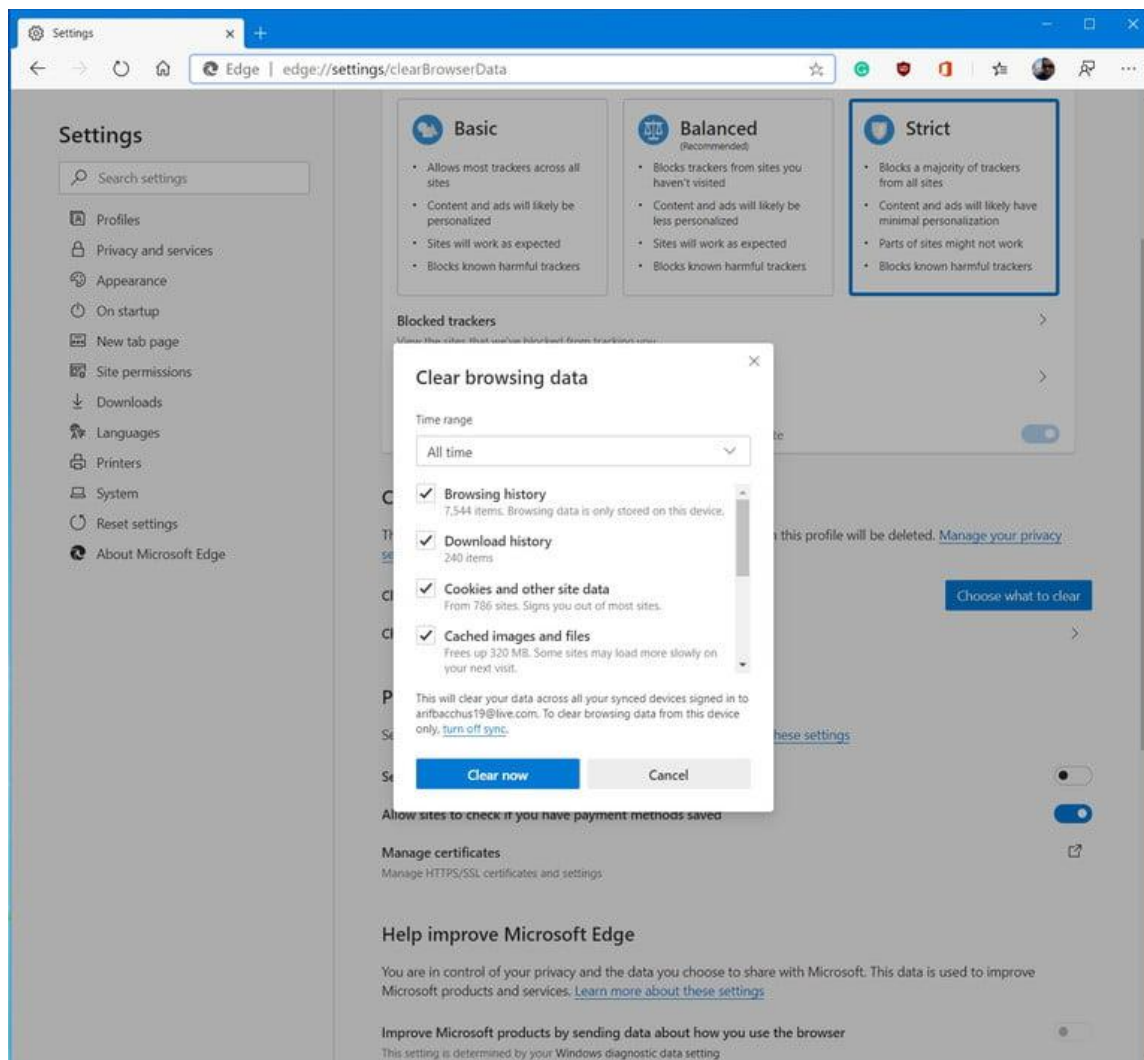 Settings
Edge | edge://settings/clearBrowserData
Settings
Search settings
Profiles
Privacy and services
Appearance
On startup
New tab page
Site permissions
Downloads
Languages
Printers
System
Reset settings
About Microsoft Edge
Basic
• Allows most trackers across all
sites
• Content and ads will likely be
personalized
• Sites will work as expected
• Blocks known harmful trackers
Balanced
(Recommended)
• Blocks trackers from sites you
haven't visited
• Content and ads will likely be
less personalized
• Sites will work as expected
• Blocks known harmful trackers
Strict
• Blocks a majority of trackers
from all sites
• Content and ads will likely have
minimal personalization
• Parts of sites might not work
• Blocks known harmful trackers
Blocked trackers
View the sites that we've blocked from tracking you
Clear browsing data
Time range
All time
Browsing history
7,544 items. Browsing data is only stored on this device.
Download history
240 items
Cookies and other site data
From 786 sites. Signs you out of most sites.
Cached images and files
Frees up 320 MB. Some sites may load more slowly on
your next visit.
This will clear your data across all your synced devices signed in to
arifbacchus19@live.com. To clear browsing data from this device
only, turn off sync.
Clear now
Cancel
this profile will be deleted. Manage your privacy
Choose what to clear
these settings
Allow sites to check if you have payment methods saved
Manage certificates
Manage HTTPS/SSL certificates and settings
Help improve Microsoft Edge
You are in control of your privacy and the data you choose to share with Microsoft. This data is used to improve
Microsoft products and services. Learn more about these settings
Improve Microsoft products by sending data about how you use the browser
This setting is determined by your Windows diagnostic data setting